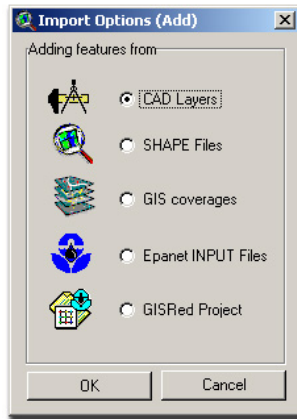 Import Options (Add)
Adding features from
CAD Layers
SHAPE Files
GIS coverages
Epanet INPUT Files
GISRed Project
OK
Cancel